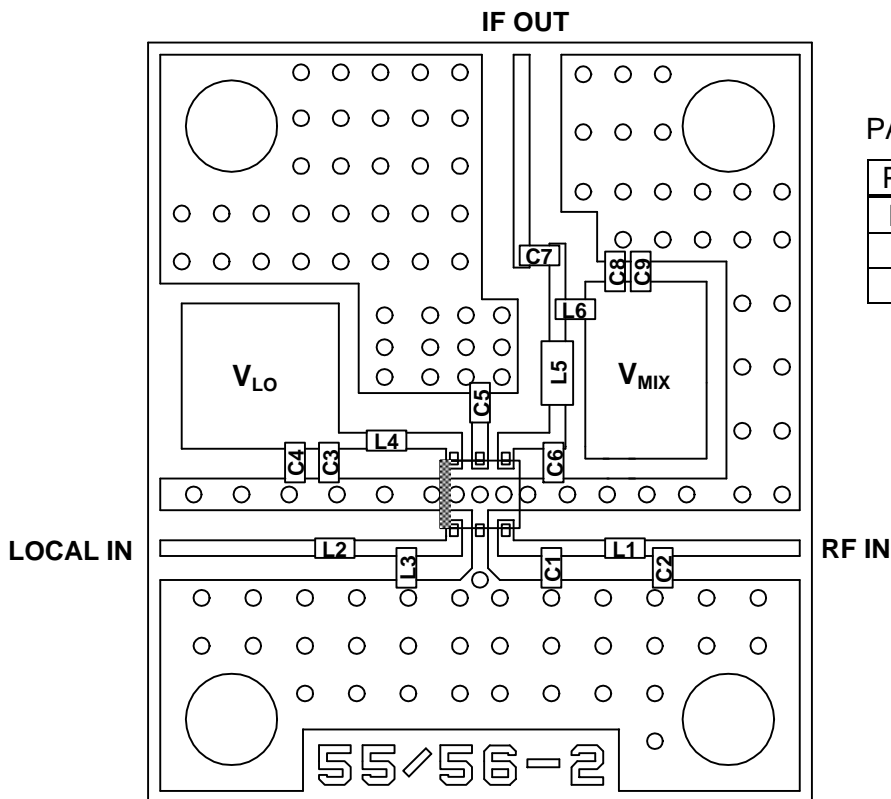 IF OUT
PA
C7
C8
C9
L6
VLO
L5
VMIX
C5
L4
C4
C3
C6
LOCAL IN
L2
L3
C1
L1
C2
RF IN
55/56-2